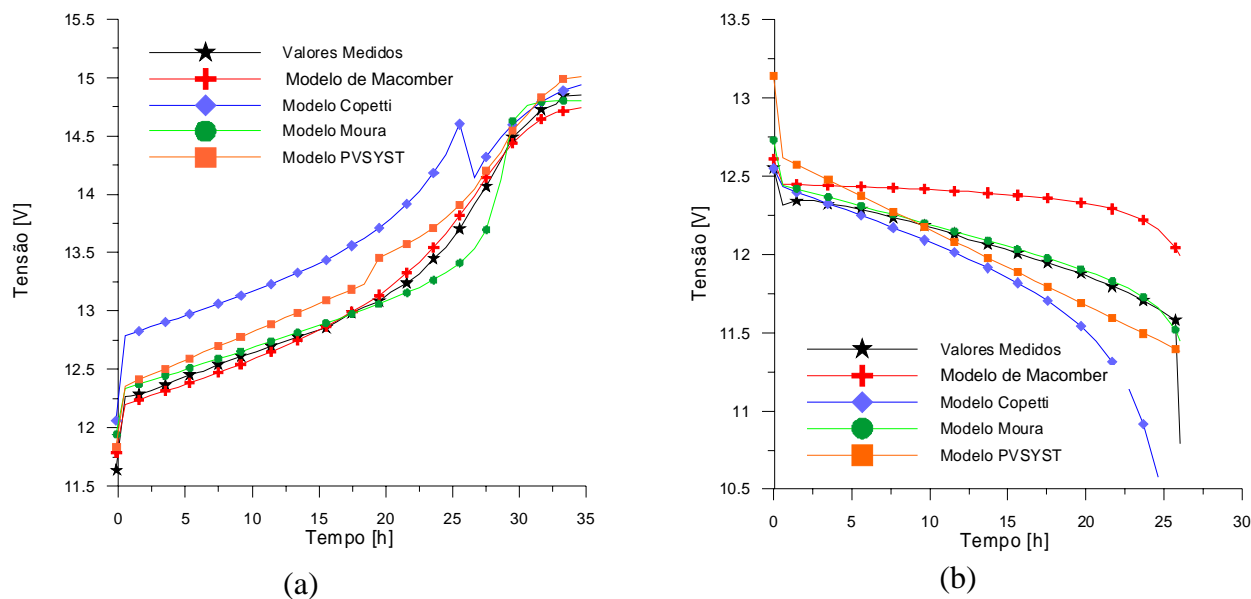 15.5
15
14.5
14
13.5
13
12.5
12
11.5
Tensão [V]
Valores Medidos
Modelo de Macomber
Modelo Copetti
Modelo Moura
Modelo PVSYST
0 5 10 15 20 25 30 35
Tempo [h]
(a)
13.5
13
12.5
12
11.5
11
10.5
Tensão [V]
Valores Medidos
Modelo de Macomber
Modelo Copetti
Modelo Moura
Modelo PVSYST
0 5 10 15 20 25 30
Tempo [h]
(b)